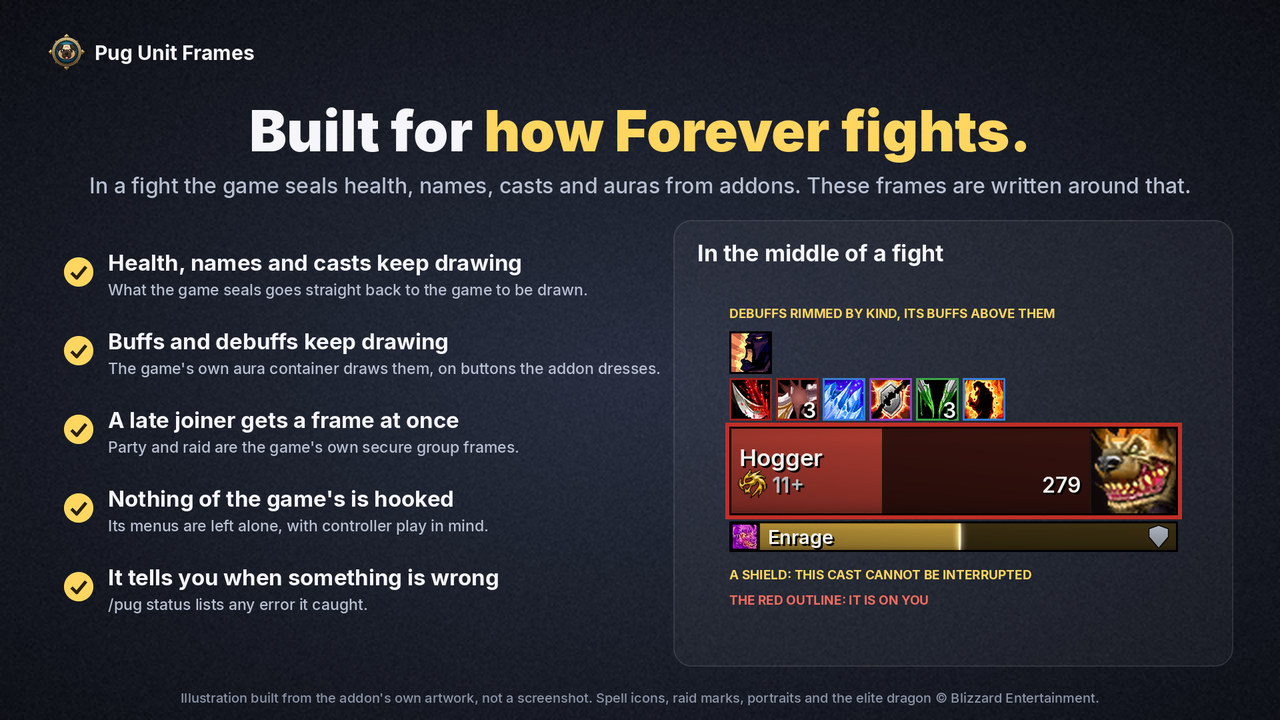 Pug Unit Frames
Built for how Forever fights.
In a fight the game seals health, names, casts and auras from addons. These frames are written around that.
Health, names and casts keep drawing
What the game seals goes straight back to the game to be drawn.
Buffs and debuffs keep drawing
The game's own aura container draws them, on buttons the addon dresses.
A late joiner gets a frame at once
Party and raid are the game's own secure group frames.
Nothing of the game's is hooked
Its menus are left alone, with controller play in mind.
It tells you when something is wrong
/pug status lists any error it caught.
In the middle of a fight
DEBUFFS RIMMED BY KIND, ITS BUFFS ABOVE THEM
3
3
Hogger
11+
279
Enrage
A SHIELD: THIS CAST CANNOT BE INTERRUPTED
THE RED OUTLINE: IT IS ON YOU
Illustration built from the addon's own artwork, not a screenshot. Spell icons, raid marks, portraits and the elite dragon © Blizzard Entertainment.